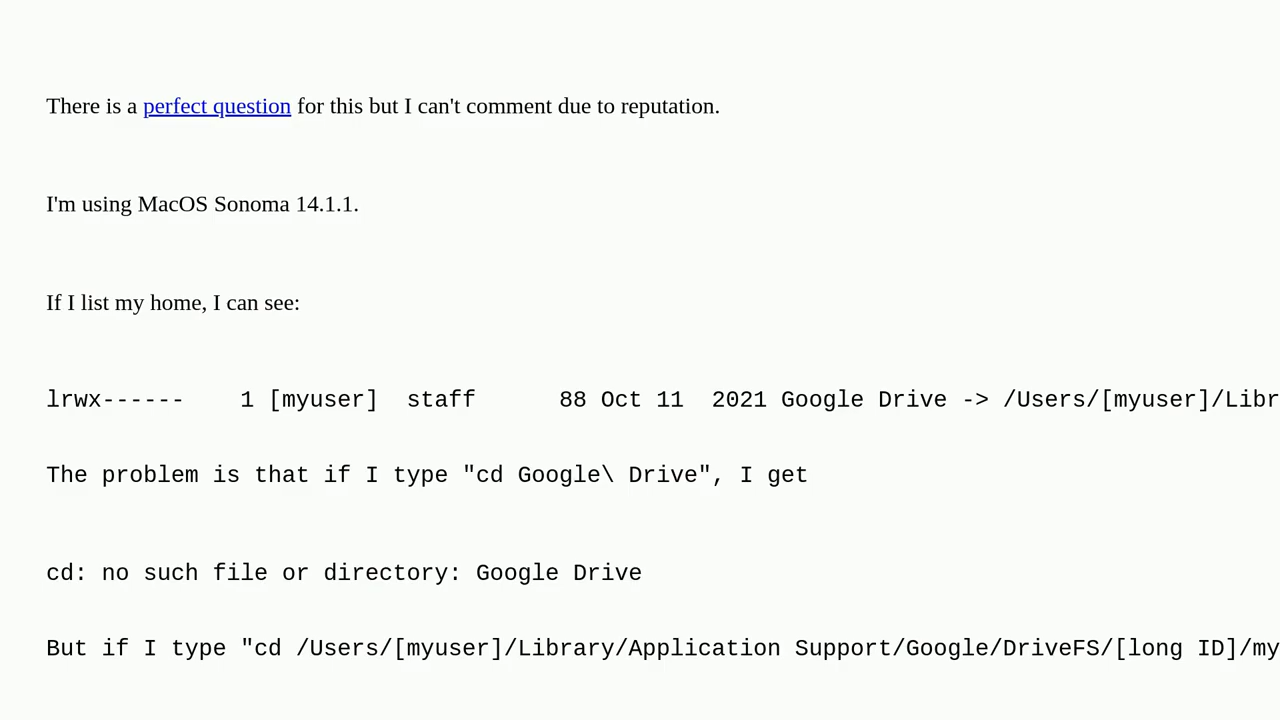 There is a perfect question for this but I can't comment due to reputation.
I'm using MacOS Sonoma 14.1.1.
If I list my home, I can see:
lrwx------    1 [myuser]  staff      88 Oct 11  2021 Google Drive -> /Users/[myuser]/Libr
The problem is that if I type "cd Google\ Drive", I get
cd: no such file or directory: Google Drive
But if I type "cd /Users/[myuser]/Library/Application Support/Google/DriveFS/[long ID]/my